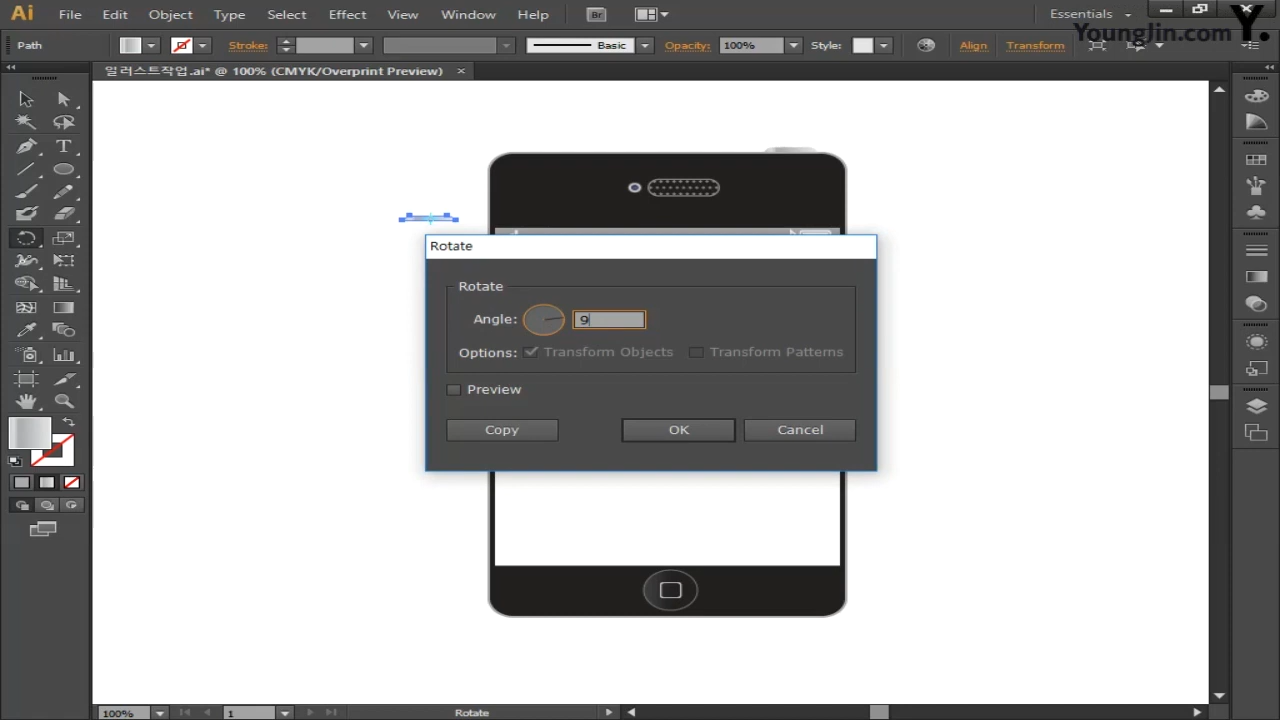 Ai File Edit Object Type Select Effect View Window Help Br Essentials
YoungJin.com Y.
Path Stroke: Basic Opacity: 100% Style: Align Transform
일러스트작업.ai* @ 100% (CMYK/Overprint Preview) ×
Rotate
Rotate
Angle: 9
Options: Transform Objects Transform Patterns
Preview
Copy OK Cancel
100% 1 Rotate